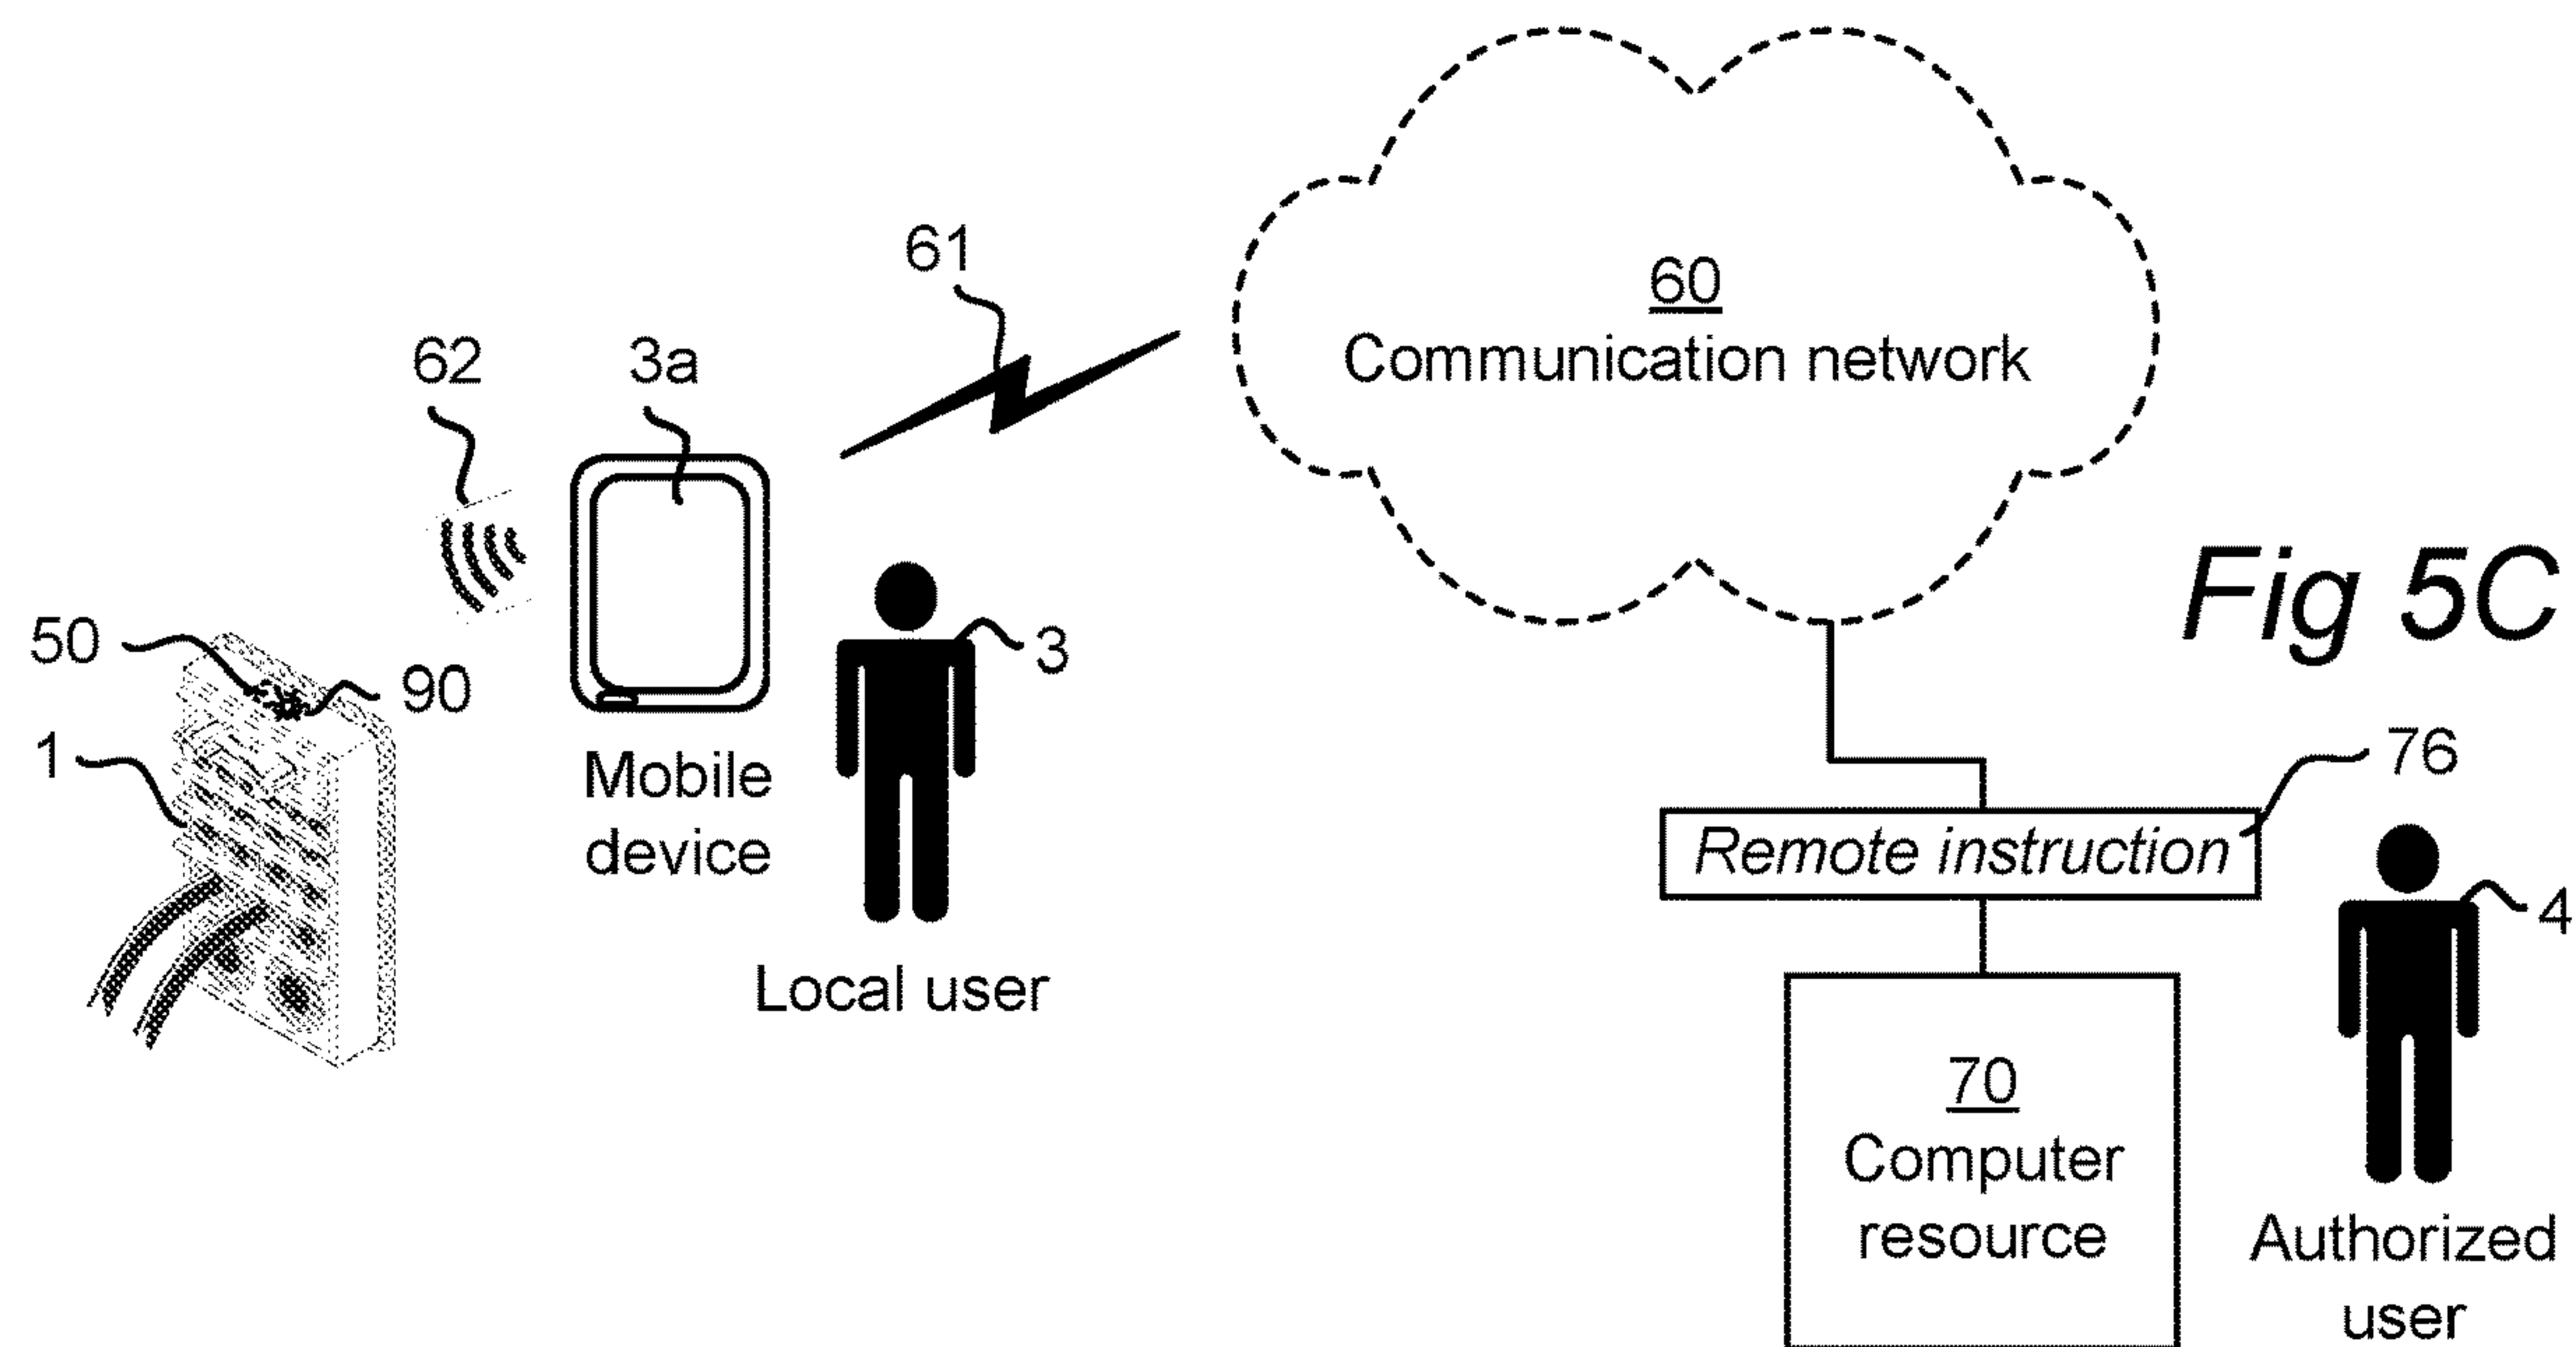 61
60
Communication network
62
3a
Fig 5C
50
90
3
1
Mobile
device
76
Remote instruction
4
Local user
70
Computer
resource
Authorized
user